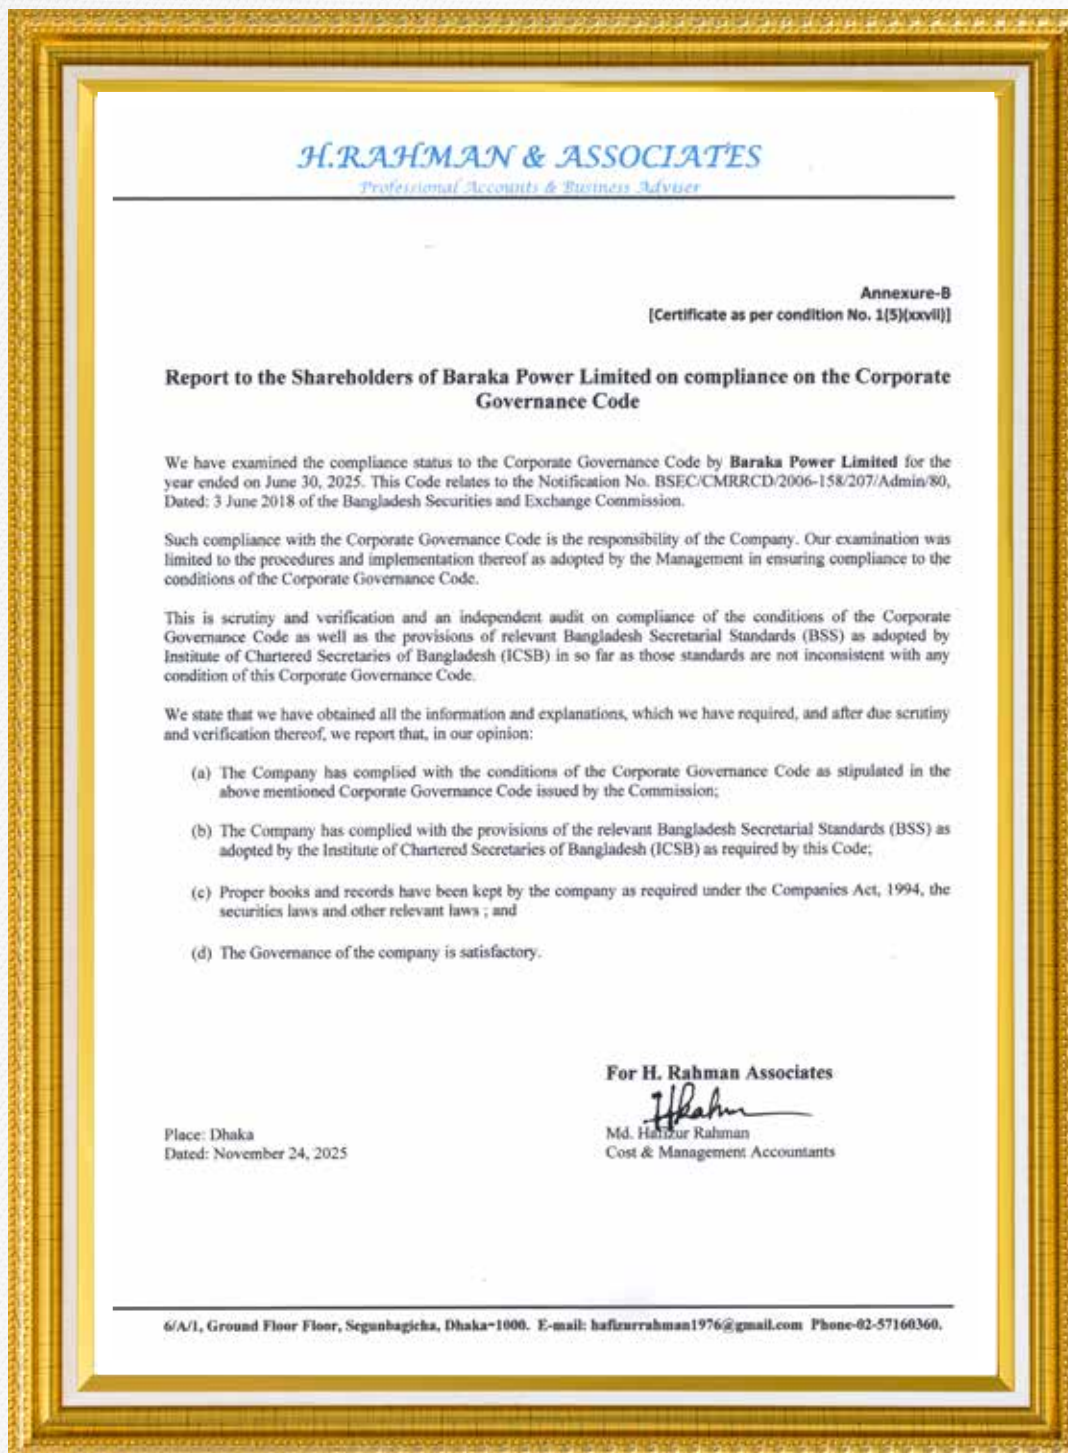 H.RAHMAN & ASSOCIATES
Professional Accounts & Business Adviser
Annexure-B
[Certificate as per condition No. 1(5)(xxvii)]
Report to the Shareholders of Baraka Power Limited on compliance on the Corporate
Governance Code
We have examined the compliance status to the Corporate Governance Code by Baraka Power Limited for the
year ended on June 30, 2025. This Code relates to the Notification No. BSEC/CMRRCD/2006-158/207/Admin/80,
Dated: 3 June 2018 of the Bangladesh Securities and Exchange Commission.
Such compliance with the Corporate Governance Code is the responsibility of the Company. Our examination was
limited to the procedures and implementation thereof as adopted by the Management in ensuring compliance to the
conditions of the Corporate Governance Code.
This is scrutiny and verification and an independent audit on compliance of the conditions of the Corporate
Governance Code as well as the provisions of relevant Bangladesh Secretarial Standards (BSS) as adopted by
Institute of Chartered Secretaries of Bangladesh (ICSB) in so far as those standards are not inconsistent with any
condition of this Corporate Governance Code.
We state that we have obtained all the information and explanations, which we have required, and after due scrutiny
and verification thereof, we report that, in our opinion:
(a) The Company has complied with the conditions of the Corporate Governance Code as stipulated in the
above mentioned Corporate Governance Code issued by the Commission;
(b) The Company has complied with the provisions of the relevant Bangladesh Secretarial Standards (BSS) as
adopted by the Institute of Chartered Secretaries of Bangladesh (ICSB) as required by this Code;
(c) Proper books and records have been kept by the company as required under the Companies Act, 1994, the
securities laws and other relevant laws ; and
(d) The Governance of the company is satisfactory.
For H. Rahman Associates
HRahm
Md. Hafizur Rahman
Cost & Management Accountants
Place: Dhaka
Dated: November 24, 2025
6/A/1, Ground Floor Floor, Segunbagicha, Dhaka-1000. E-mail: hafizurrahman1976@gmail.com Phone-02-57160360.